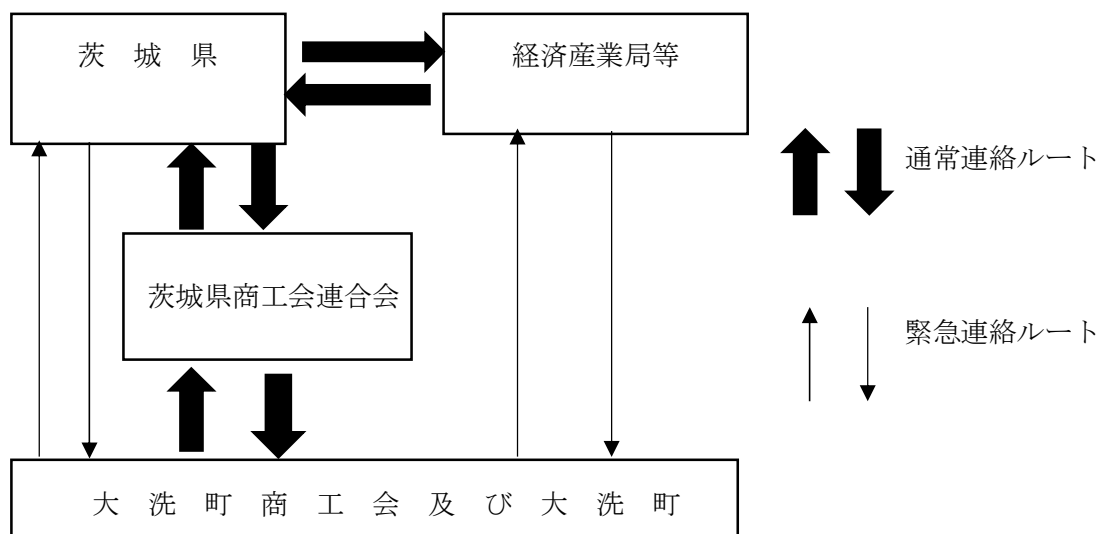 茨 城 県
経済産業局等
通常連絡ルート
茨城県商工会連合会
緊急連絡ルート
大 洗 町 商 工 会 及 び 大 洗 町